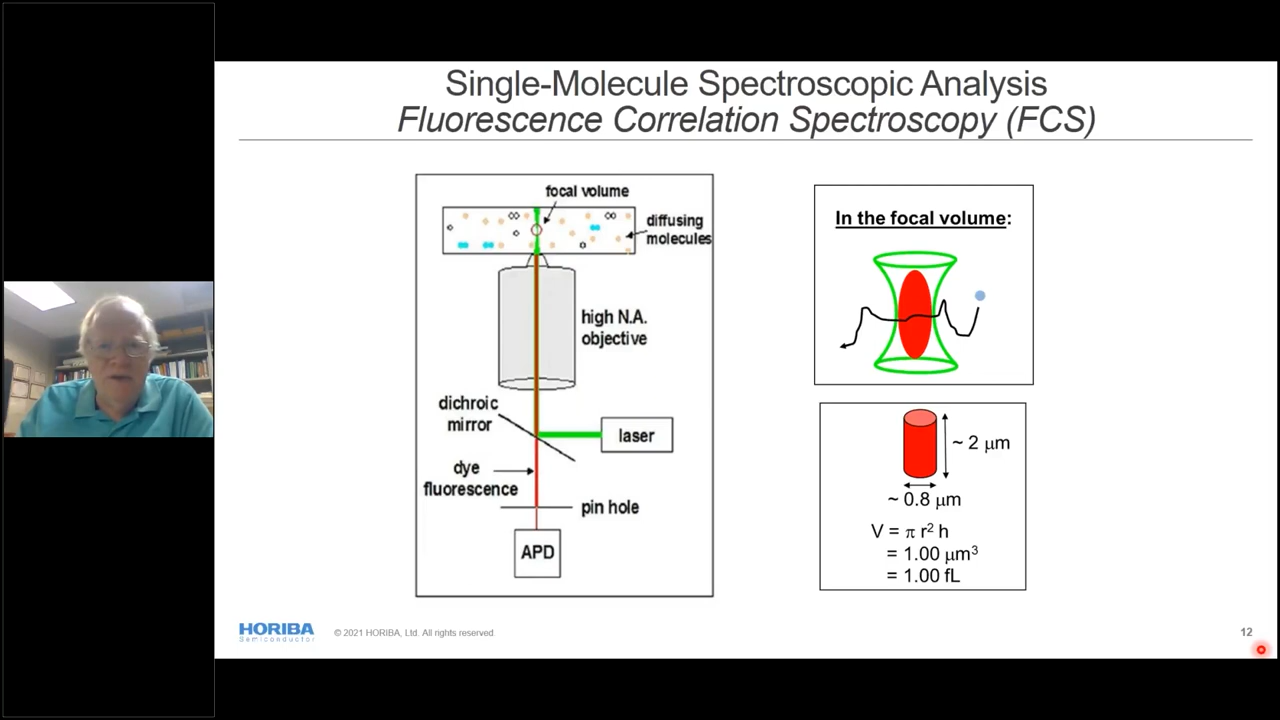 Single-Molecule Spectroscopic Analysis
Fluorescence Correlation Spectroscopy (FCS)
focal volume
diffusing
molecules
high N.A.
objective
dichroic
mirror
laser
dye
fluorescence
pin hole
APD
In the focal volume:
~ 2 μm
~ 0.8 μm
V = π r² h
= 1.00 μm³
= 1.00 fL
HORIBA
Semiconductor
© 2021 HORIBA, Ltd. All rights reserved.
12